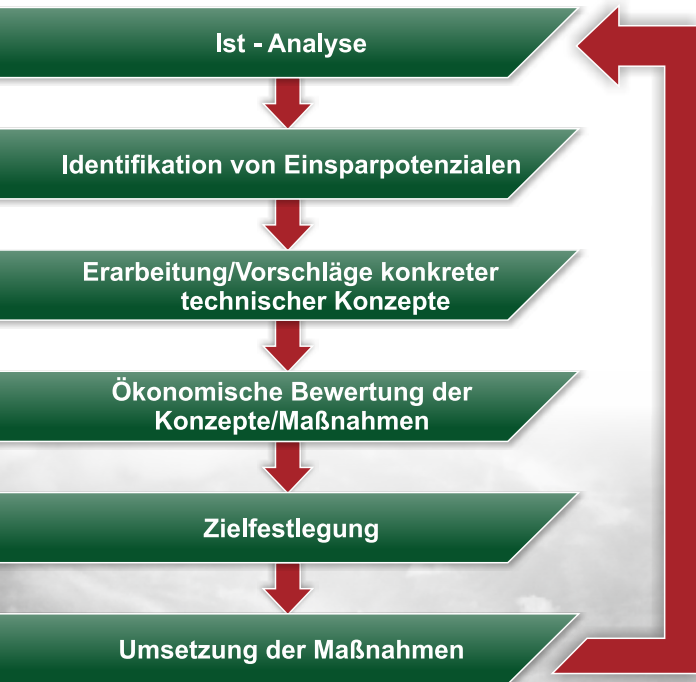 Ist - Analyse
Identifikation von Einsparpotenzialen
Erarbeitung/Vorschläge konkreter
technischer Konzepte
Ökonomische Bewertung der
Konzepte/Maßnahmen
Zielfestlegung
Umsetzung der Maßnahmen